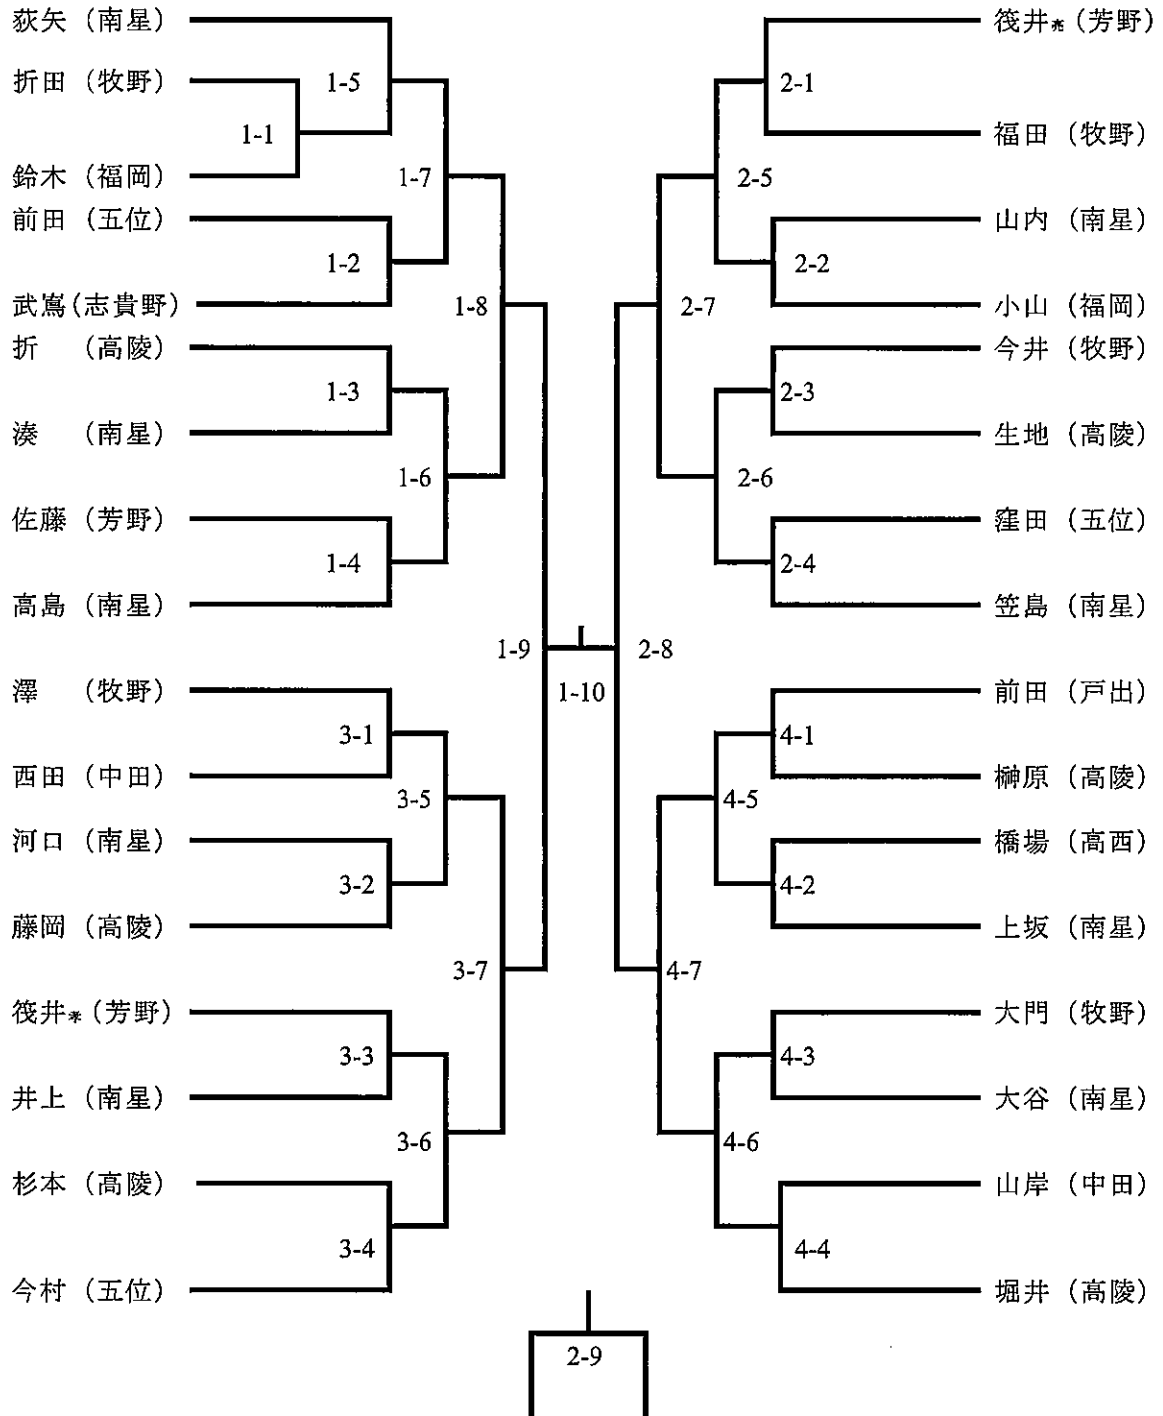 荻矢（南星）
折田（牧野）
鈴木（福岡）
前田（五位）
武嶌(志貴野)
折　（高陵）
湊　（南星）
佐藤（芳野）
高島（南星）
澤　（牧野）
西田（中田）
河口（南星）
藤岡（高陵）
筏井（芳野）
井上（南星）
杉本（高陵）
今村（五位）
1-1
1-5
1-2
1-7
1-3
1-4
1-6
1-8
3-1
3-2
3-5
3-3
3-4
3-6
3-7
1-9
1-10
2-8
2-1
2-5
2-2
2-7
2-3
2-6
2-4
4-1
4-5
4-2
4-7
4-3
4-6
4-4
筏井（芳野）
福田（牧野）
山内（南星）
小山（福岡）
今井（牧野）
生地（高陵）
窪田（五位）
笠島（南星）
前田（戸出）
榊原（高陵）
橋場（高西）
上坂（南星）
大門（牧野）
大谷（南星）
山岸（中田）
堀井（高陵）
2-9